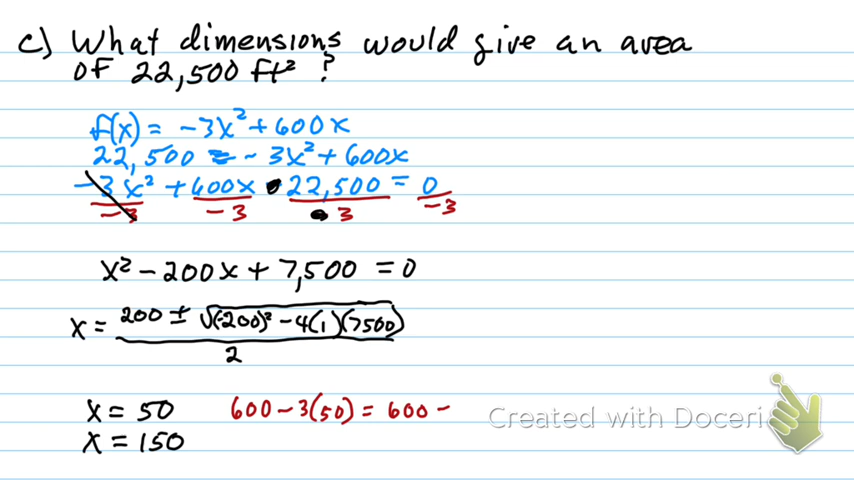 c) What dimensions would give an area
of 22,500 ft² ?
f(x) = -3x² + 600x
22,500 = -3x² + 600x
-3x² + 600x - 22,500 = 0
-3 -3 -3 -3
x² - 200x + 7,500 = 0
x = 200 ± √(-200)² - 4(1)(7500)
2
x = 50 600 - 3(50) = 600 -
x = 150
Created with Doceri